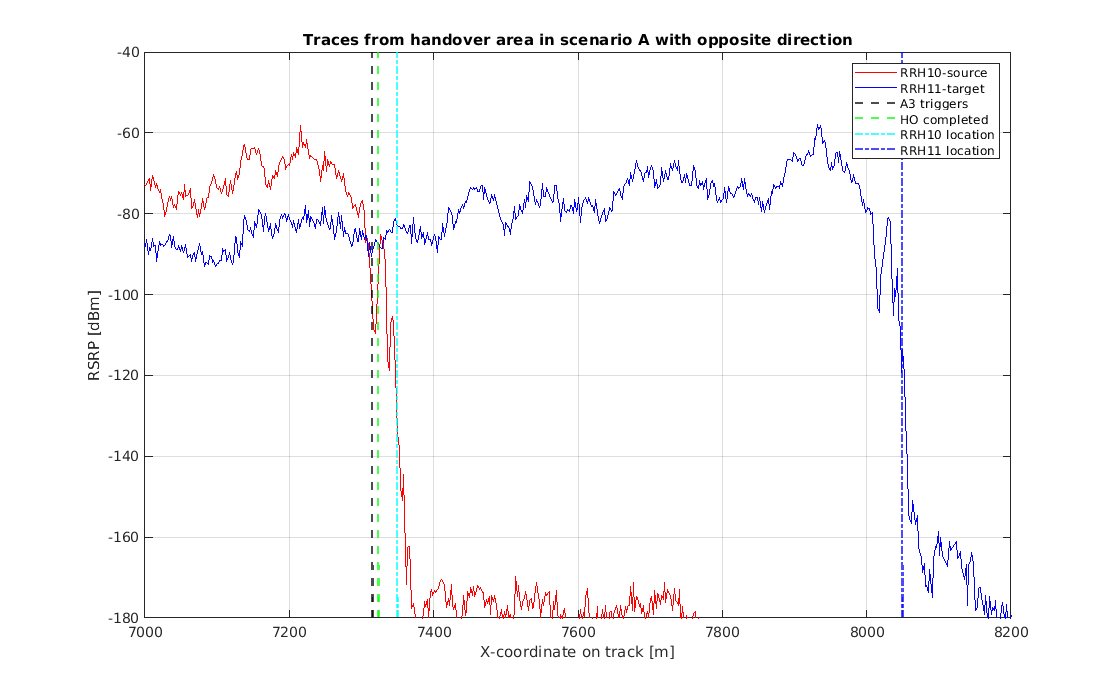 Traces from handover area in scenario A with opposite direction
-40
-60
-80
-100
-120
-140
-160
-180
RSRP [dBm]
RRH10-source
RRH11-target
A3 triggers
HO completed
RRH10 location
RRH11 location
7000 7200 7400 7600 7800 8000 8200
X-coordinate on track [m]